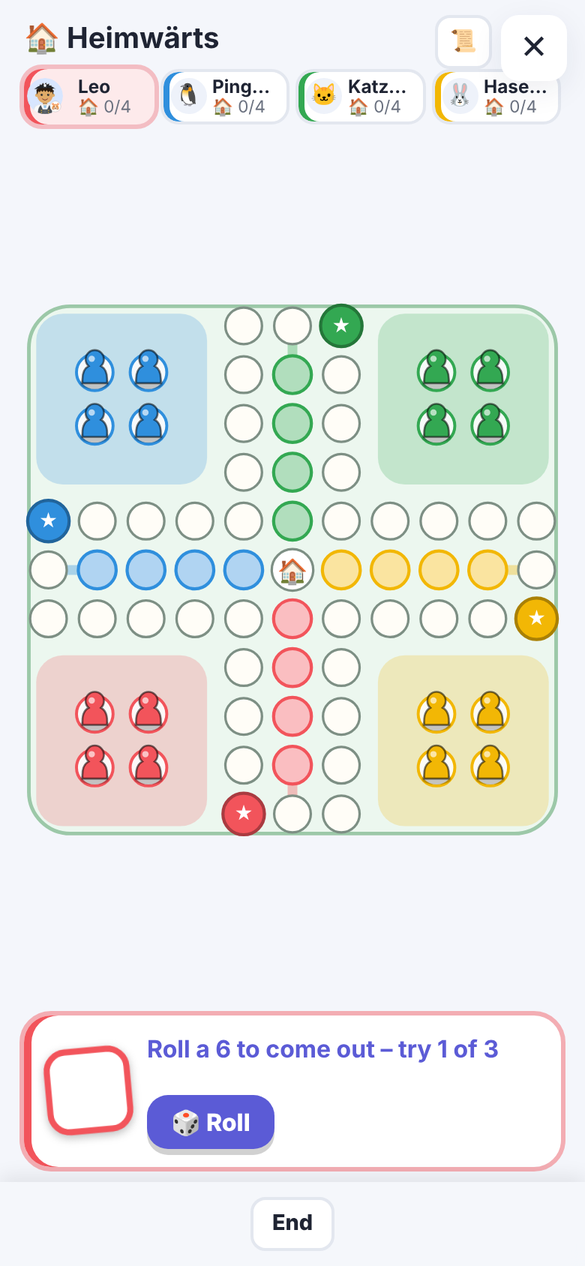 Heimwärts
Leo
0/4
Ping...
0/4
Katz...
0/4
Hase...
0/4
Roll a 6 to come out – try 1 of 3
Roll
End